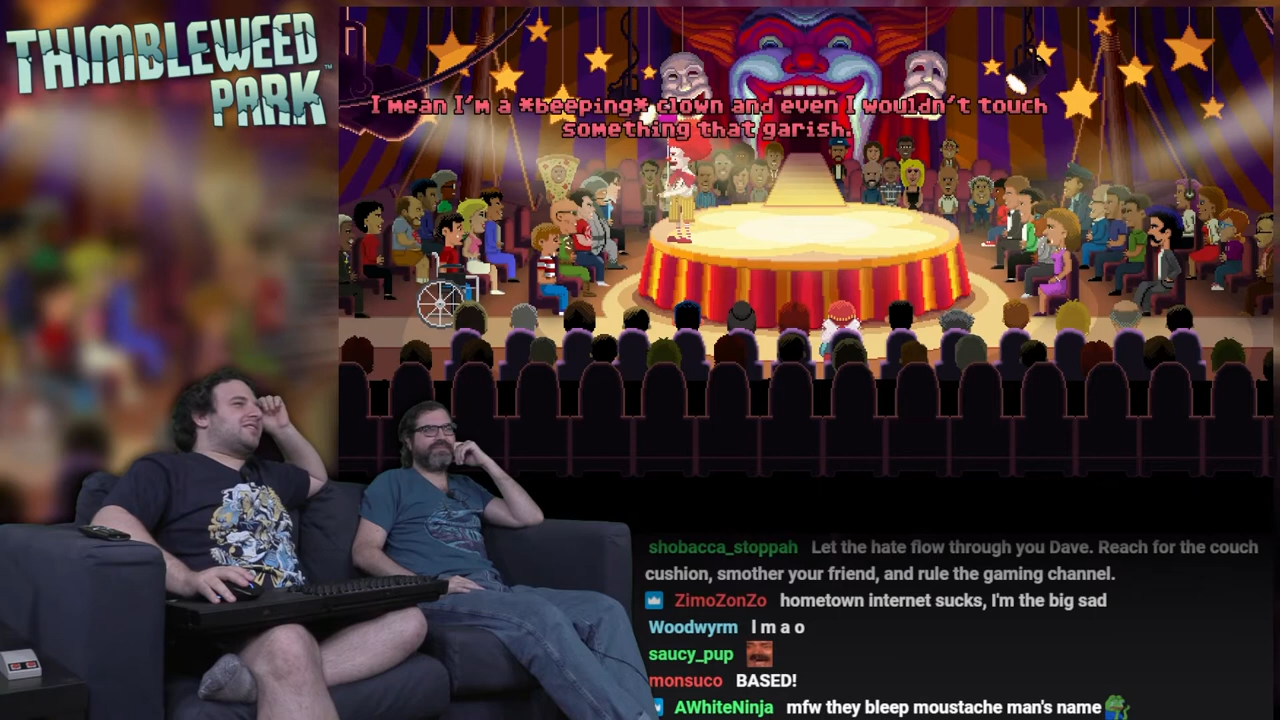 THIMBLEWEED
PARK™
I mean I'm a *beeping* clown and even I wouldn't touch
something that garish.
shobacca_stoppah Let the hate flow through you Dave. Reach for the couch
cushion, smother your friend, and rule the gaming channel.
ZimoZonZo hometown internet sucks, I'm the big sad
Woodwyrm l m a o
saucy_pup
monsuco BASED!
AWhiteNinja mfw they bleep moustache man's name